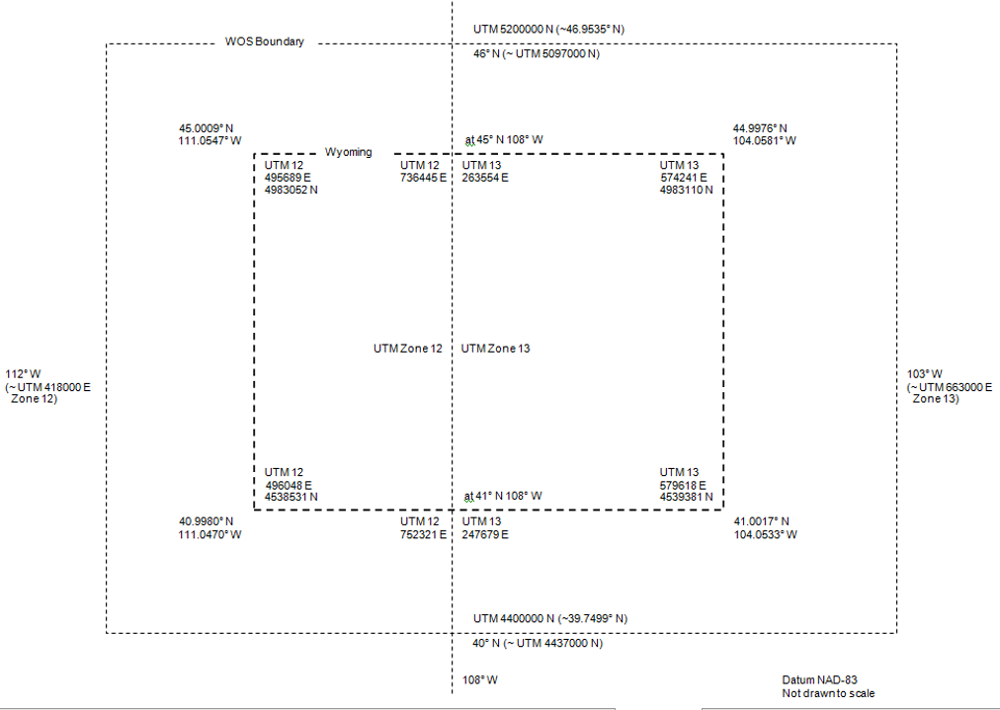 UTM 5200000 N (~46.9535° N)
WOS Boundary
46° N (~ UTM 5097000 N)
45.0009° N
111.0547° W
at 45° N 108° W
44.9976° N
104.0581° W
Wyoming
UTM 12
495689 E
4983052 N
UTM 12
736445 E
UTM 13
263554 E
UTM 13
574241 E
4983110 N
UTM Zone 12
UTM Zone 13
112° W
(~ UTM 418000 E
Zone 12)
103° W
(~ UTM 663000 E
Zone 13)
UTM 12
496048 E
4538531 N
at 41° N 108° W
UTM 13
579618 E
4539381 N
40.9980° N
111.0470° W
UTM 12
752321 E
UTM 13
247679 E
41.0017° N
104.0533° W
UTM 4400000 N (~39.7499° N)
40° N (~ UTM 4437000 N)
108° W
Datum NAD-83
Not drawn to scale